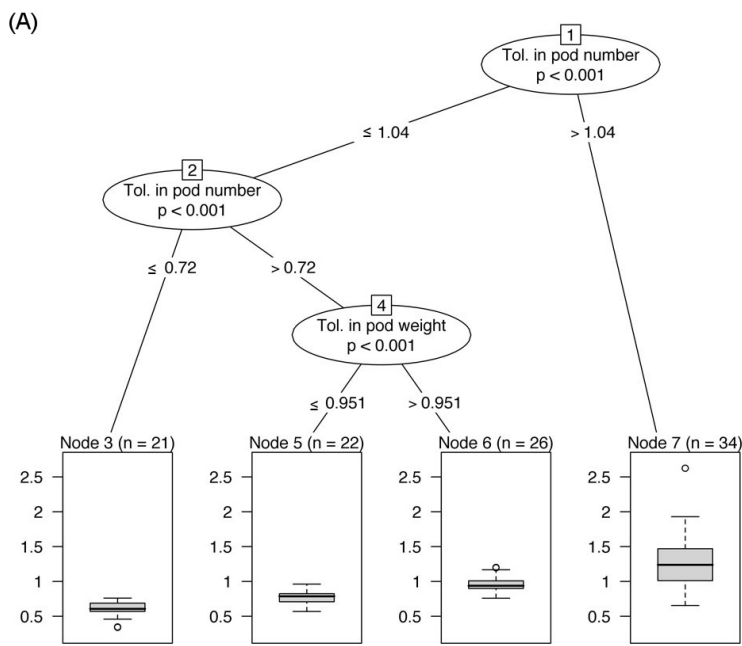 (A)
1
Tol. in pod number
p < 0.001
≤ 1.04
> 1.04
2
Tol. in pod number
p < 0.001
≤ 0.72
> 0.72
4
Tol. in pod weight
p < 0.001
≤ 0.951
> 0.951
Node 3 (n = 21)
2.5
2
1.5
1
0.5
Node 5 (n = 22)
2.5
2
1.5
1
0.5
Node 6 (n = 26)
2.5
2
1.5
1
0.5
Node 7 (n = 34)
2.5
2
1.5
1
0.5